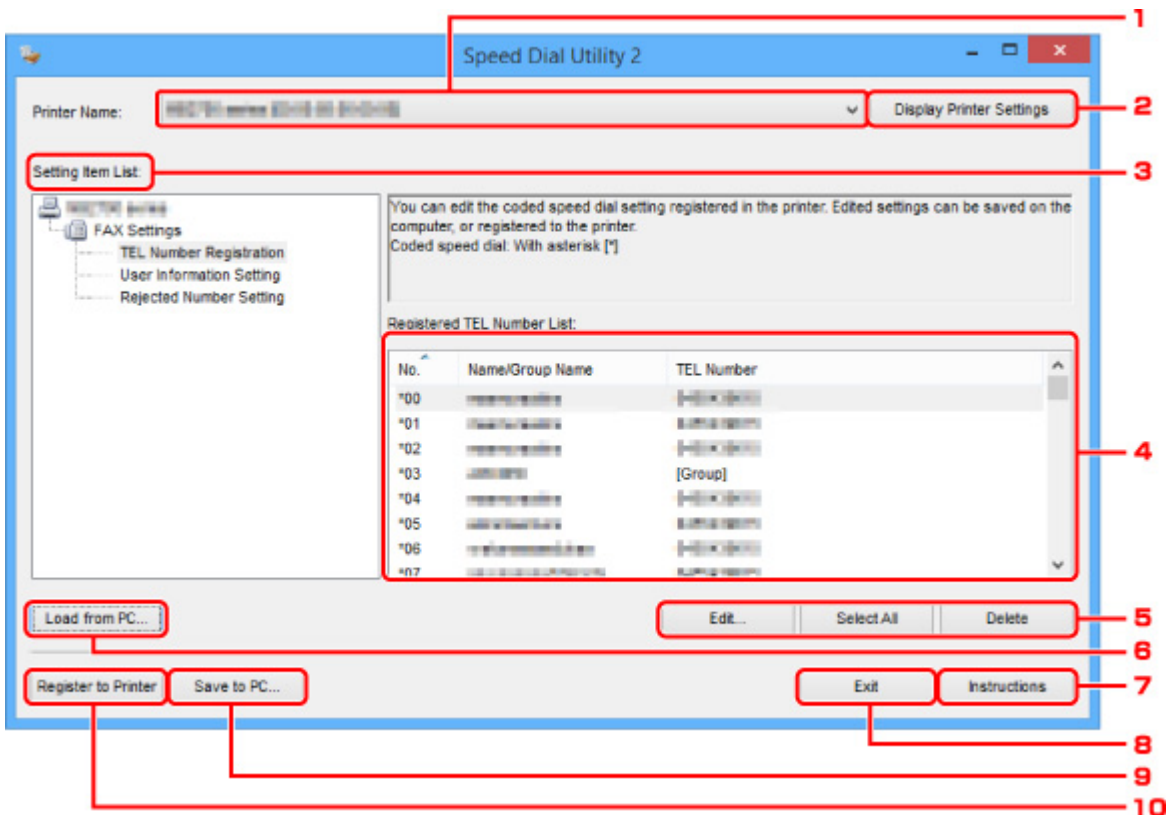 1
Speed Dial Utility 2
Printer Name:
Display Printer Settings
2
Setting Item List:
3
FAX Settings
TEL Number Registration
User Information Setting
Rejected Number Setting
You can edit the coded speed dial setting registered in the printer. Edited settings can be saved on the
computer, or registered to the printer.
Coded speed dial: With asterisk [*]
Registered TEL Number List:
No. Name/Group Name TEL Number
*00
*01
*02
*03 [Group]
*04
*05
*06
*07
4
Load from PC...
Edit... Select All Delete
5
6
Register to Printer Save to PC... Exit Instructions
7
8
9
10